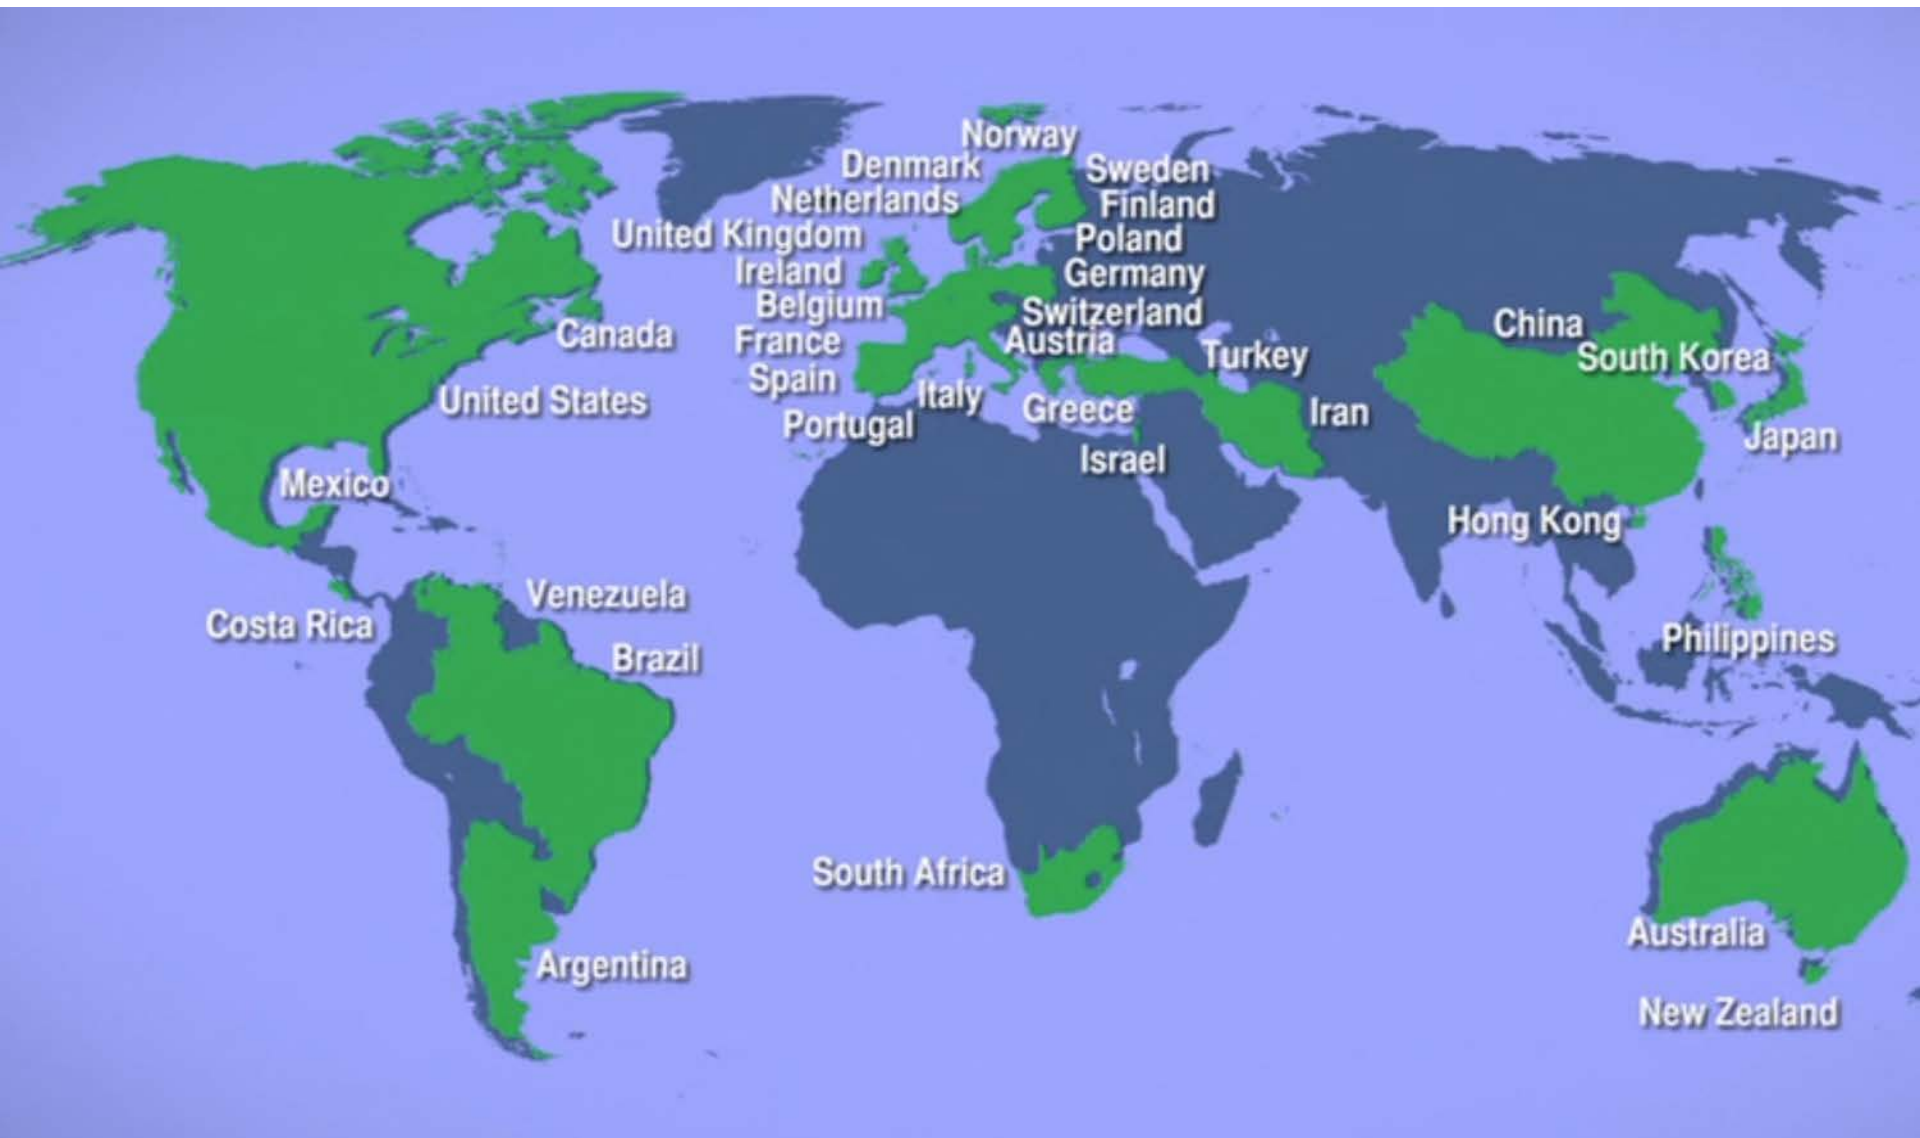 Norway
Denmark
Sweden
Netherlands
Finland
United Kingdom
Poland
Ireland
Germany
Belgium
Switzerland
China
Canada
France
Austria
Turkey
South Korea
Spain
Italy
United States
Greece
Iran
Portugal
Japan
Israel
Mexico
Hong Kong
Venezuela
Costa Rica
Philippines
Brazil
South Africa
Australia
Argentina
New Zealand